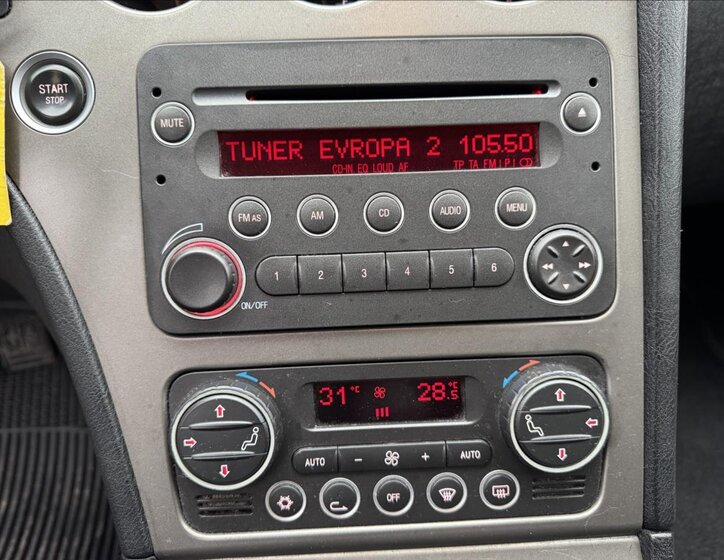 START
STOP
MUTE
TUNER EVROPA 2 105.50
CD-IN EQ LOUD AF TP TA FM I P I
FM AS AM CD AUDIO MENU
1 2 3 4 5 6
ON/OFF
31°C 28.5°C
AUTO - + AUTO
OFF